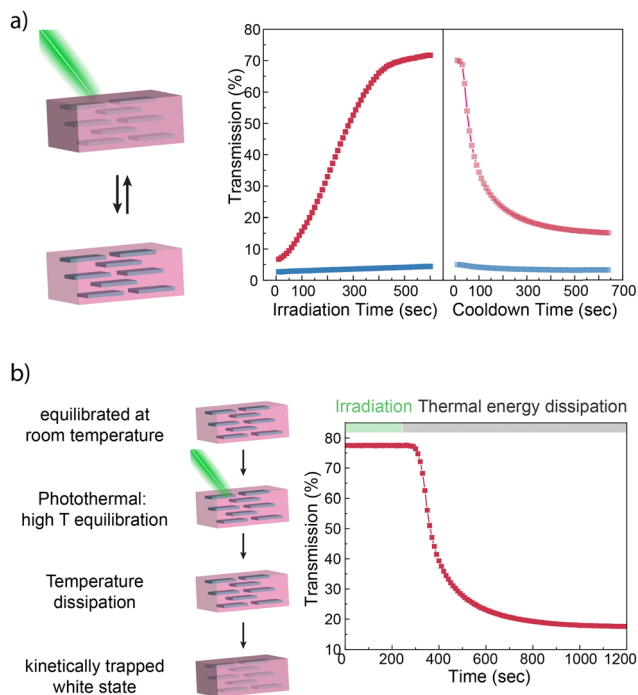 a)
Transmission (%)
80
70
60
50
40
30
20
10
0
0 100 300 500
Irradiation Time (sec)
0 100 300 500 700
Cooldown Time (sec)
b)
equilibrated at
room temperature
Photothermal:
high T equilibration
Temperature
dissipation
kinetically trapped
white state
Irradiation Thermal energy dissipation
Transmission (%)
80
70
60
50
40
30
20
10
0 200 400 600 800 1000 1200
Time (sec)